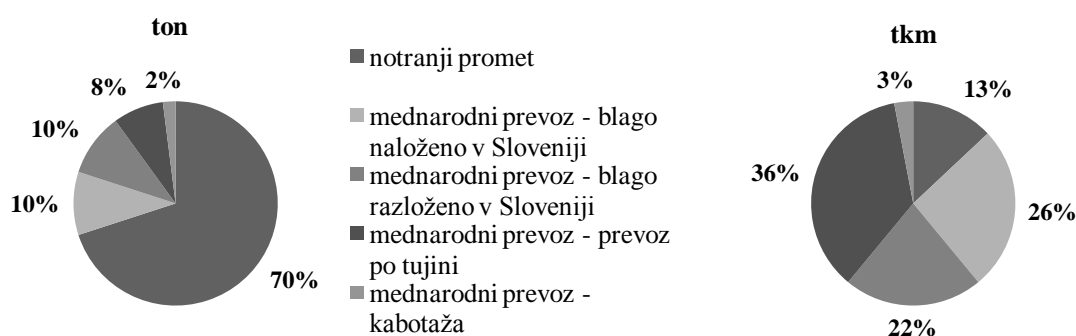 ton
2%
8%
10%
10%
70%
notranji promet
mednarodni prevoz - blago
naloženo v Sloveniji
mednarodni prevoz - blago
razloženo v Sloveniji
mednarodni prevoz - prevoz
po tujini
mednarodni prevoz -
kabotaža
tkm
3%
13%
36%
26%
22%